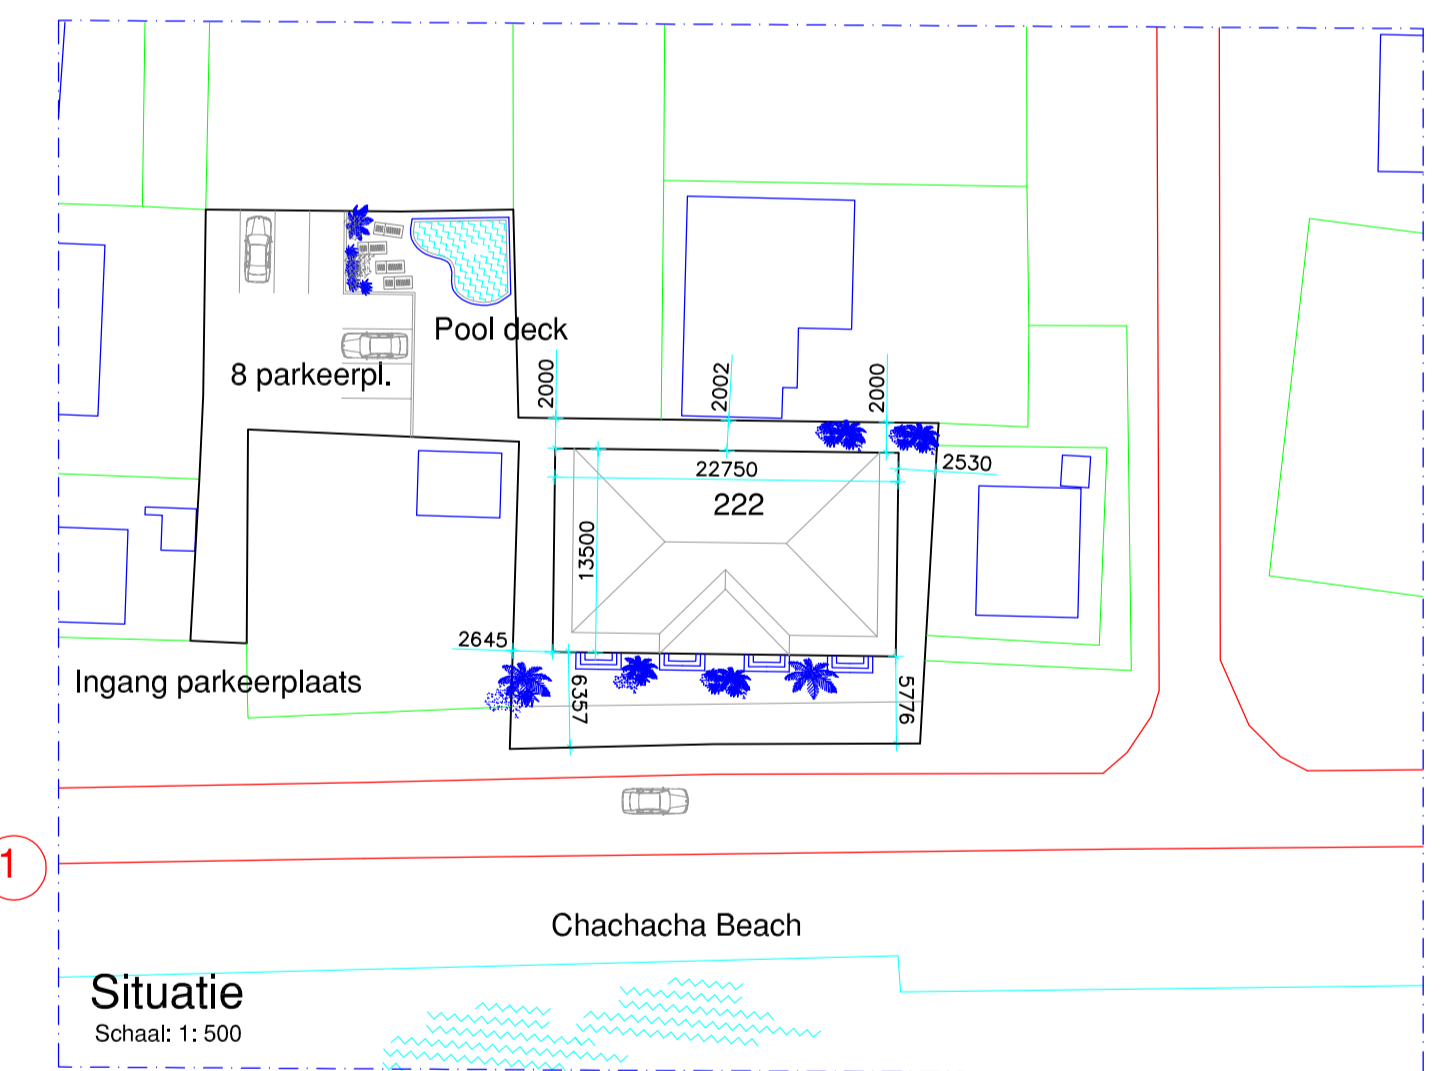 Pool deck
8 parkeerpl.
2000
2002
2000
22750
2530
222
13500
2645
Ingang parkeerplaats
6357
5776
1
Chachacha Beach
Situatie
Schaal: 1: 500